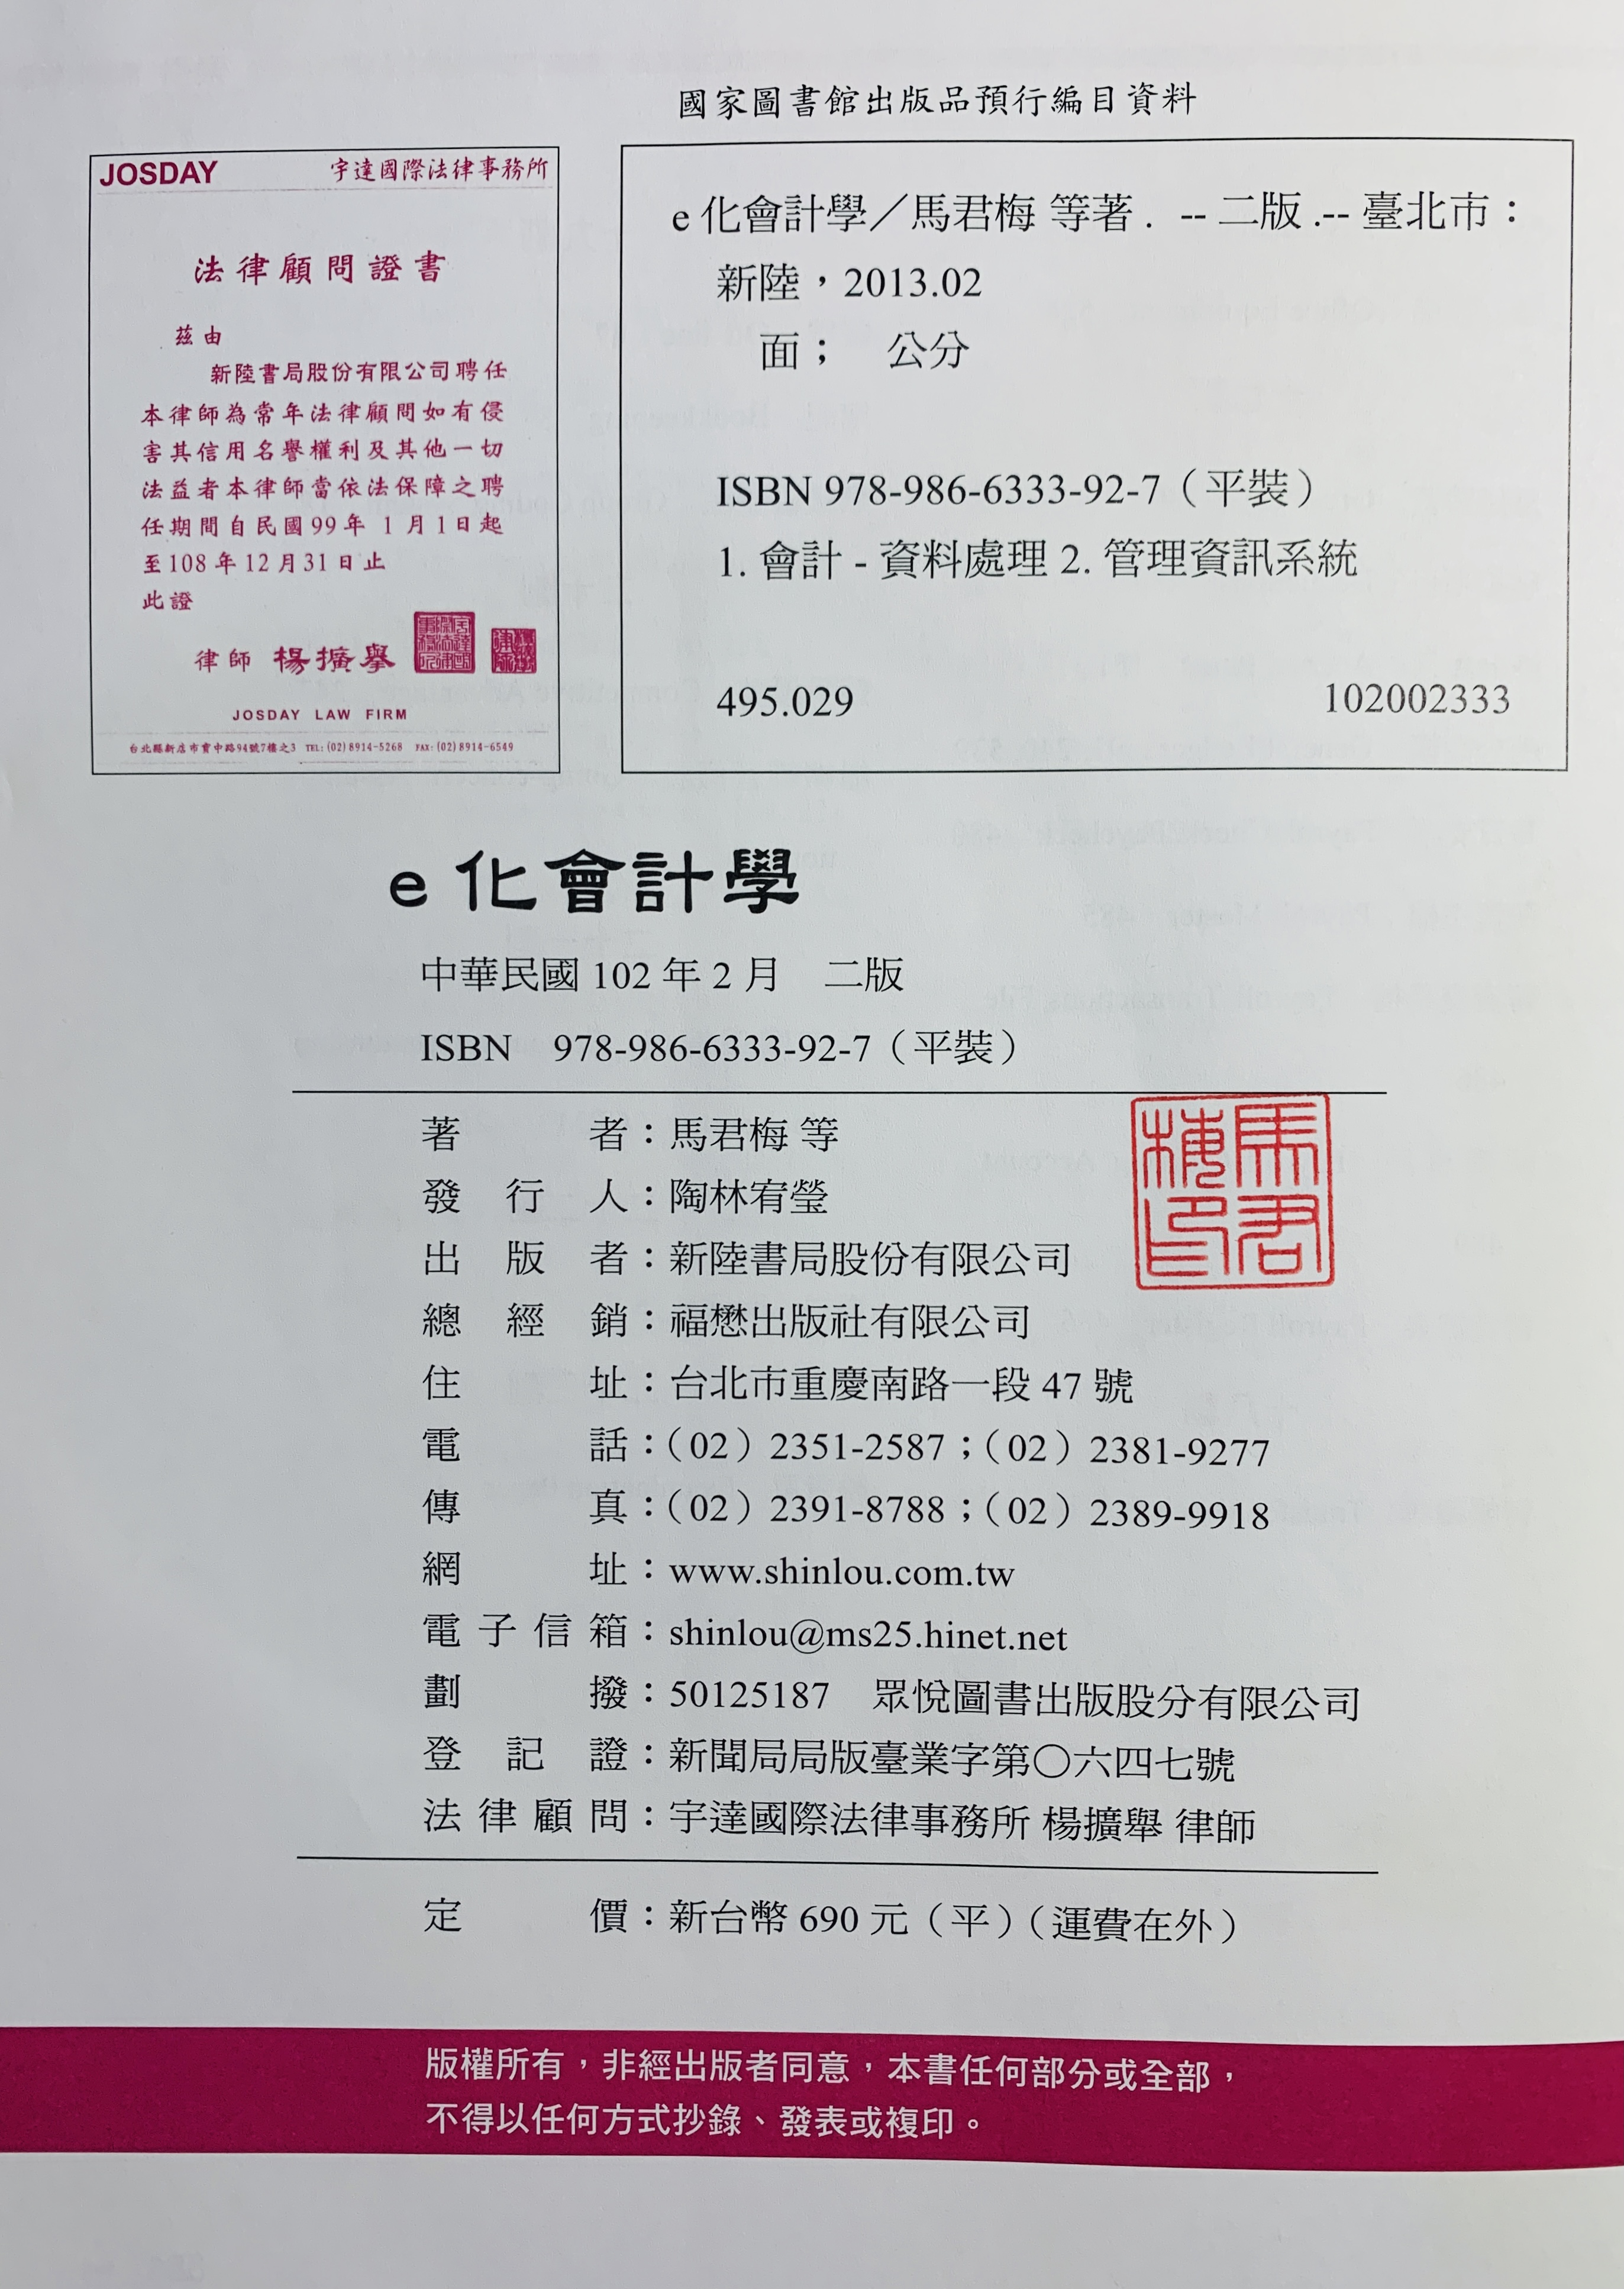 國家圖書館出版品預行編目資料
JOSDAY 宇達國際法律事務所
法律顧問證書
茲由
新陸書局股份有限公司聘任
本律師為常年法律顧問如有侵
害其信用名譽權利及其他一切
法益者本律師當依法保障之聘
任期間自民國99年 1月1日起
至108年12月31日止
此證
律師 楊擴舉
JOSDAY LAW FIRM
台北縣新店市寶中路94號7樓之3 TEL:(02)8914-5268 FAX:(02)8914-6549
e化會計學／馬君梅 等著. -- 二版.-- 臺北市：
新陸，2013.02
面； 公分
ISBN 978-986-6333-92-7（平裝）
1. 會計 - 資料處理 2. 管理資訊系統
495.029 102002333
e 化會計學
中華民國 102 年 2 月 二版
ISBN 978-986-6333-92-7（平裝）
著者：馬君梅 等
馬君梅印
發行人：陶林宥瑩
出版者：新陸書局股份有限公司
總經銷：福懋出版社有限公司
住址：台北市重慶南路一段 47 號
電話：（02）2351-2587；（02）2381-9277
傳真：（02）2391-8788；（02）2389-9918
網址：www.shinlou.com.tw
電子信箱：shinlou@ms25.hinet.net
劃撥：50125187 眾悅圖書出版股分有限公司
登記證：新聞局局版臺業字第〇六四七號
法律顧問：宇達國際法律事務所 楊擴舉 律師
定價：新台幣 690 元（平）（運費在外）
版權所有，非經出版者同意，本書任何部分或全部，
不得以任何方式抄錄、發表或複印。